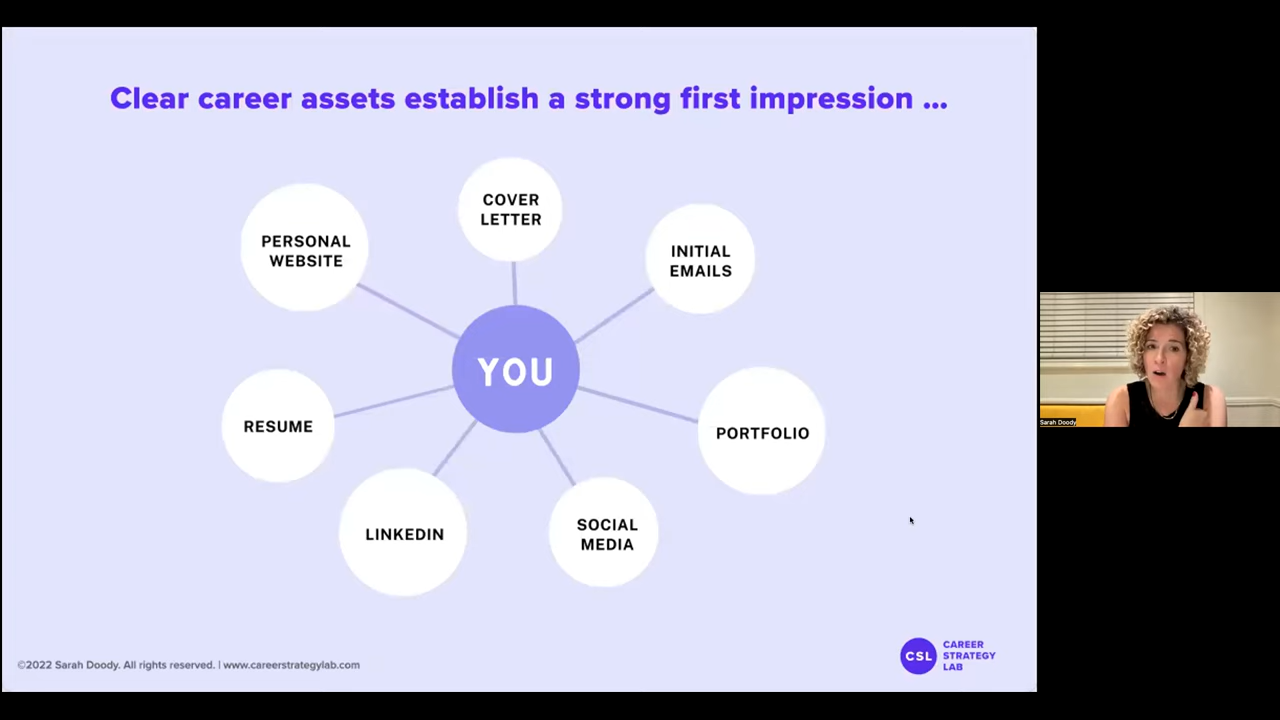 Clear career assets establish a strong first impression ...
COVER
LETTER
PERSONAL
WEBSITE
INITIAL
EMAILS
YOU
RESUME
PORTFOLIO
LINKEDIN
SOCIAL
MEDIA
Sarah Doody
©2022 Sarah Doody. All rights reserved. | www.careerstrategylab.com
CSL
CAREER
STRATEGY
LAB